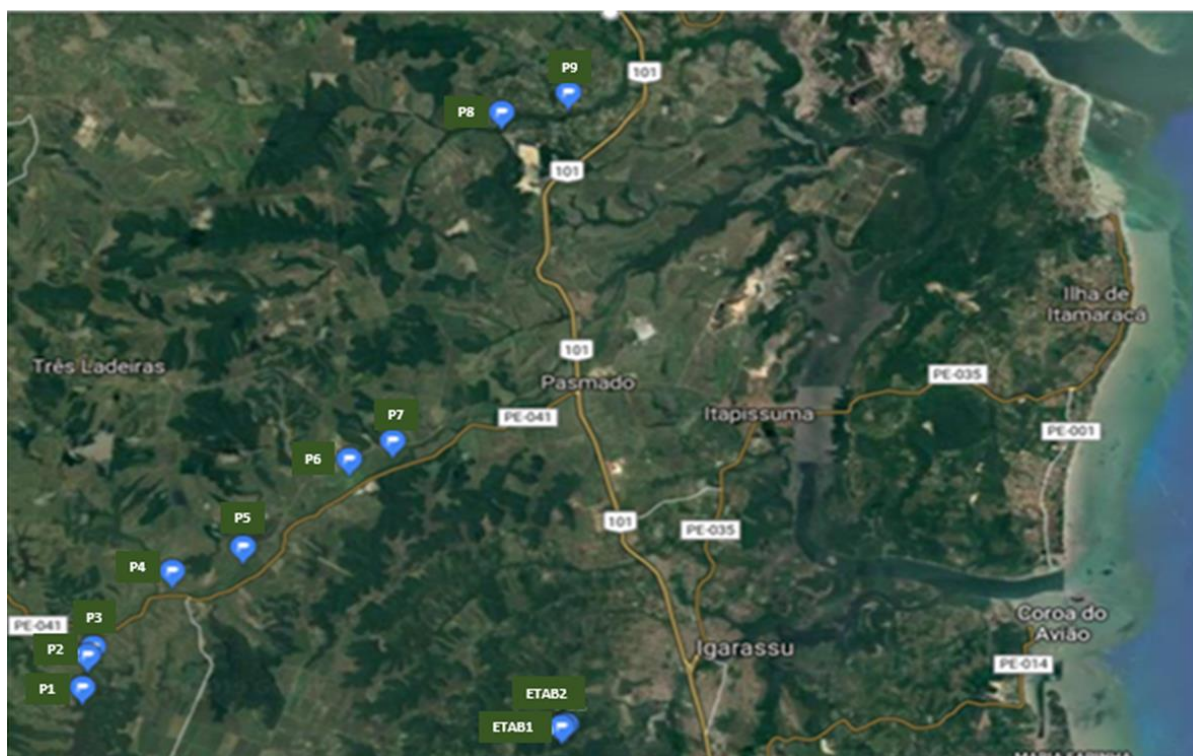 P9
101
P8
101
Ilha de
Itamaracá
101
Três Ladeiras
PE-035
Pasmado
P7
PE-041
Itapissuma
PE-001
P6
P5
101
PE-035
P4
P3
PE-041
Coroa do
Avião
P2
Igarassu
PE-014
P1
ETAB2
ETAB1